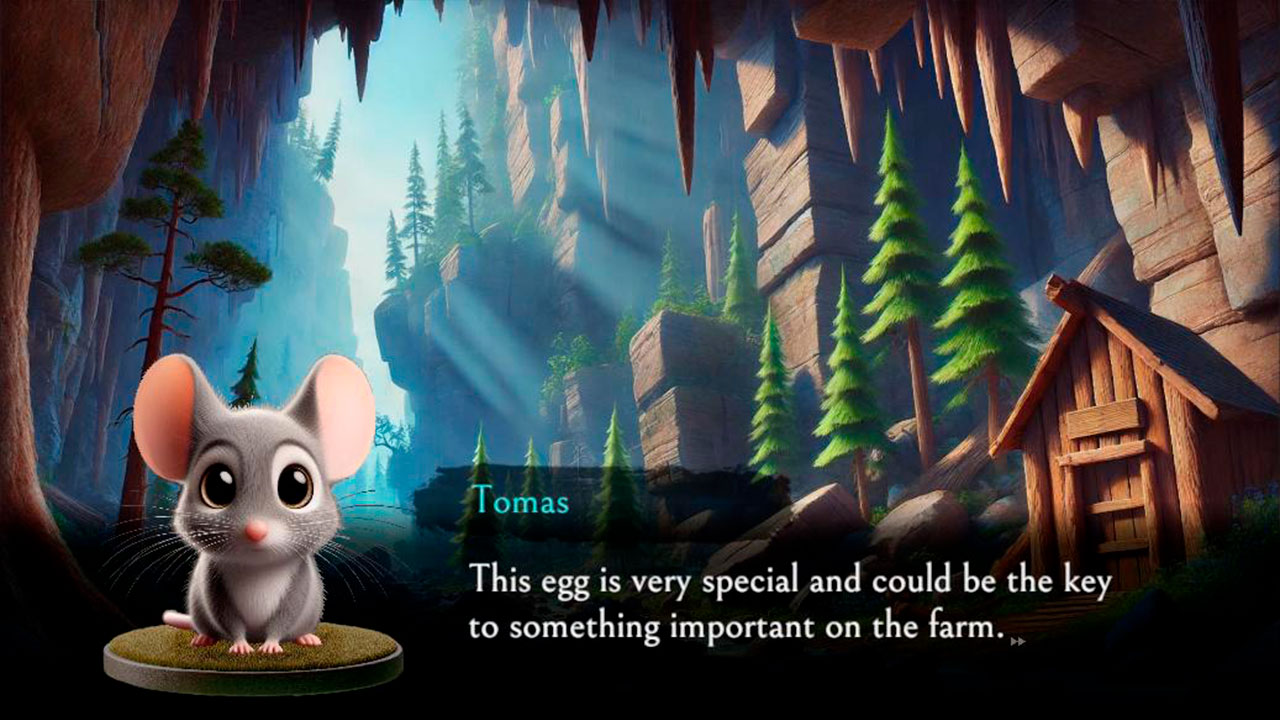 Tomas
This egg is very special and could be the key
to something important on the farm.